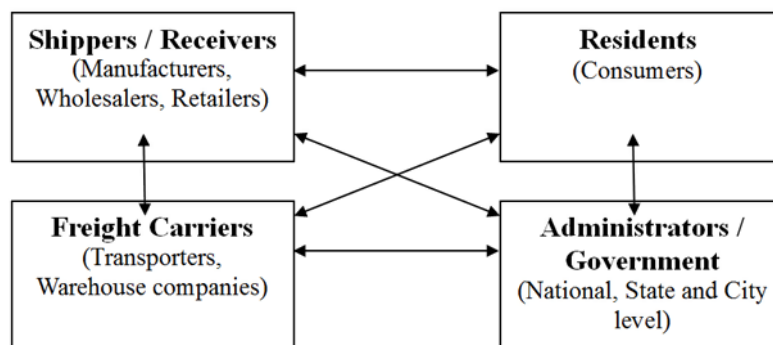 Shippers / Receivers
(Manufacturers,
Wholesalers, Retailers)
Residents
(Consumers)
Freight Carriers
(Transporters,
Warehouse companies)
Administrators /
Government
(National, State and City
level)